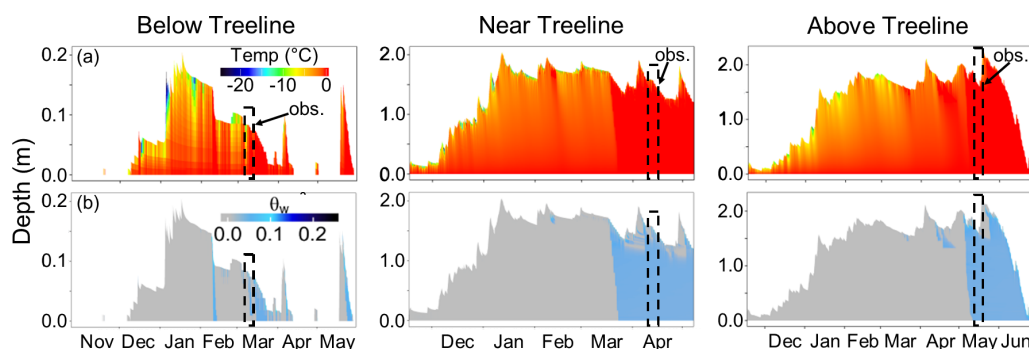 Below Treeline Near Treeline Above Treeline
0.2 (a) Temp (°C) 2.0 obs. 2.0 obs.
-20 -10 0
0.1 obs. 1.0 1.0
0.0 0.0 0.0
Depth (m)
0.2 (b) θw 2.0 2.0
0.0 0.1 0.2
0.1 1.0 1.0
0.0 0.0 0.0
Nov Dec Jan Feb Mar Apr May Dec Jan Feb Mar Apr Dec Jan Feb Mar Apr May Jun